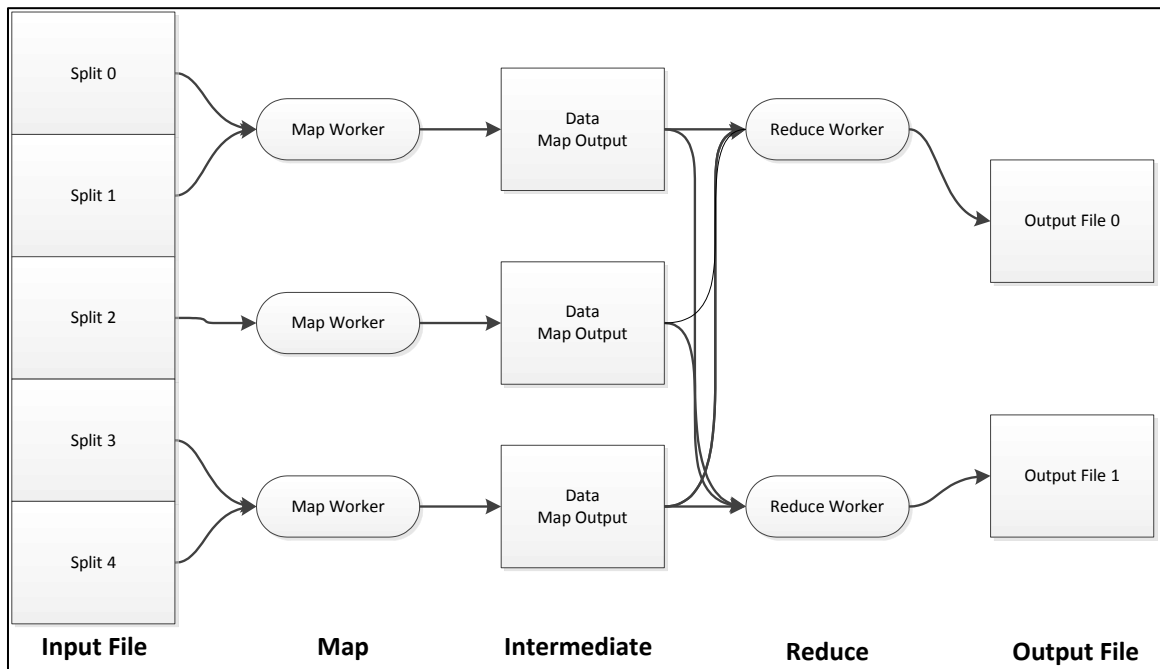 Split 0
Split 1
Split 2
Split 3
Split 4
Input File
Map Worker
Map Worker
Map Worker
Map
Data
Map Output
Data
Map Output
Data
Map Output
Intermediate
Reduce Worker
Reduce Worker
Reduce
Output File 0
Output File 1
Output File